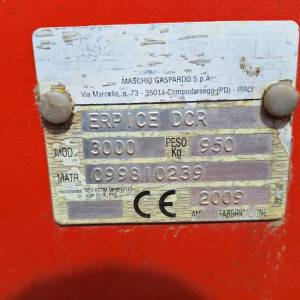 MASCHIO GASPARDO S.p.A.
Via Marcello, n. 73 - 35011 Campodarsego - (PD) - ITALY
ERPICE DCR
MOD. 3000 PESO Kg. 950
MATR. 099810239
CE 2009
ANNO DI FABBRICAZIONE